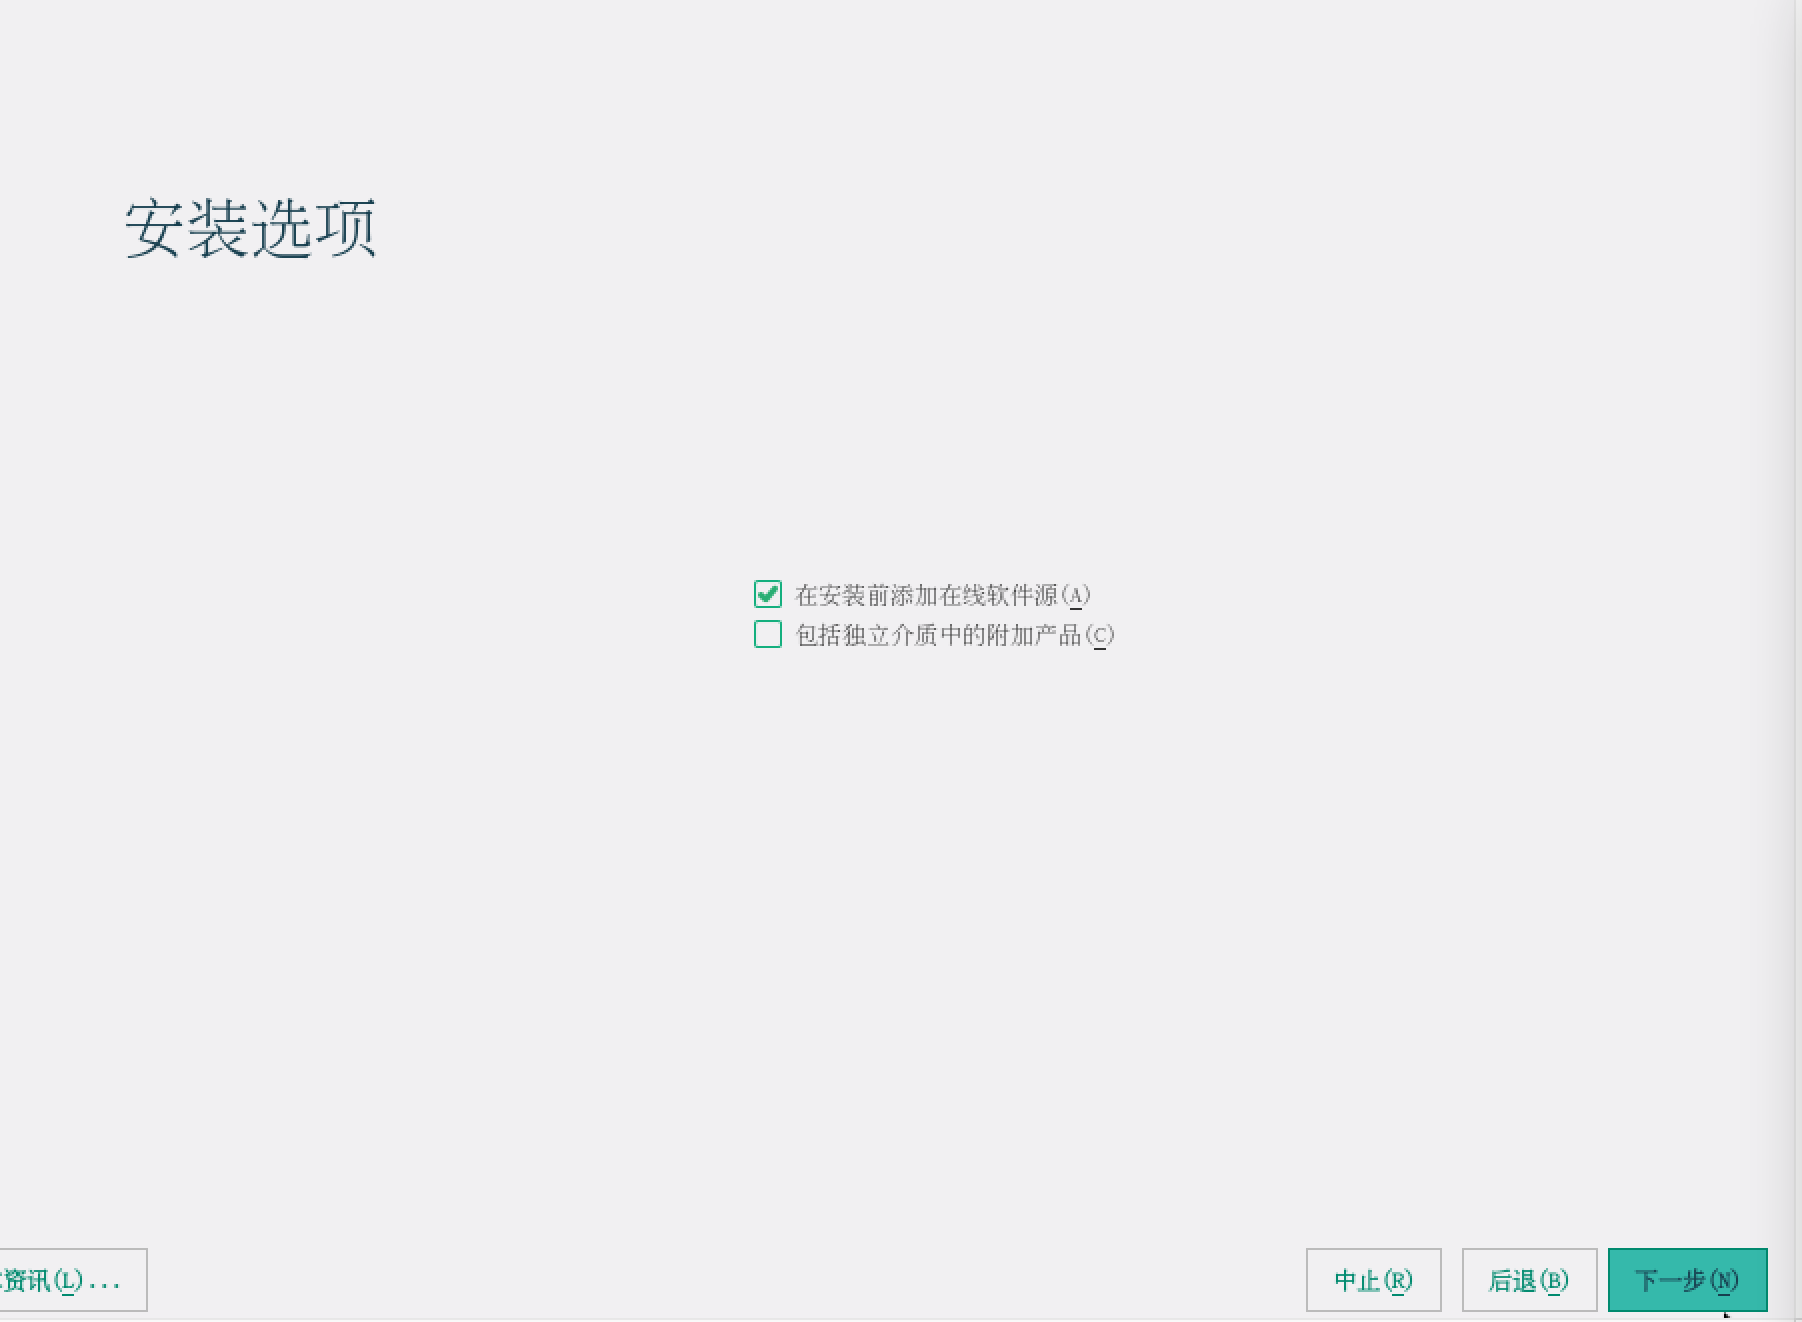 安装选项
在安装前添加在线软件源(A)
包括独立介质中的附加产品(C)
资讯(L)...
中止(R)
后退(B)
下一步(N)